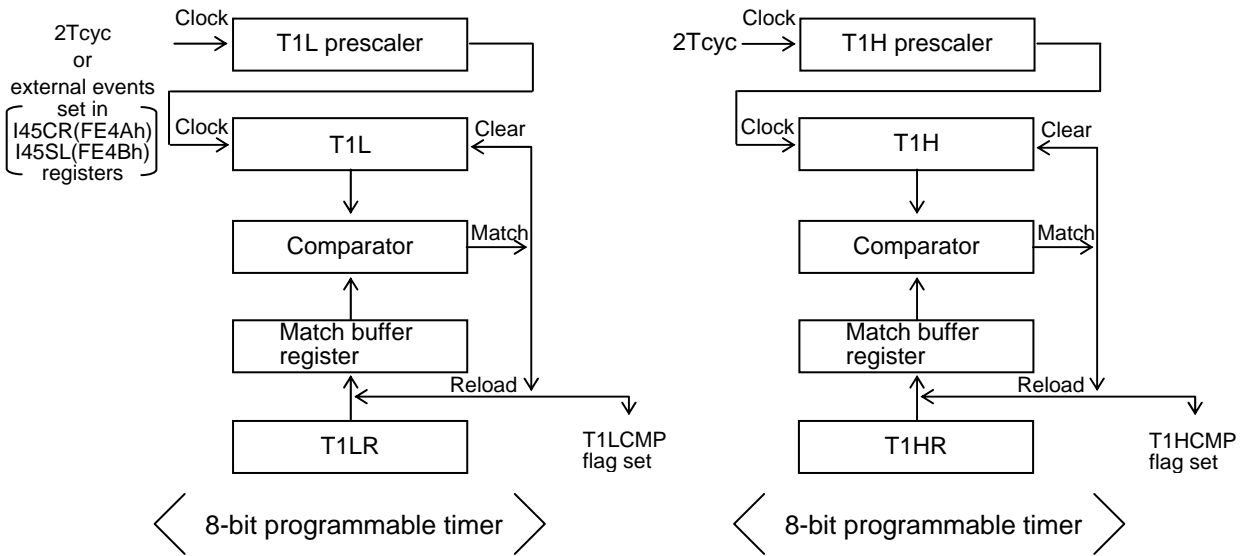 Clock
2Tcyc
or
external events
set in
I45CR(FE4Ah)
I45SL(FE4Bh)
registers
T1L prescaler
Clock
T1L
Clear
Comparator
Match
Match buffer
register
Reload
T1LR
T1LCMP
flag set
8-bit programmable timer
Clock
2Tcyc
T1H prescaler
Clock
T1H
Clear
Comparator
Match
Match buffer
register
Reload
T1HR
T1HCMP
flag set
8-bit programmable timer